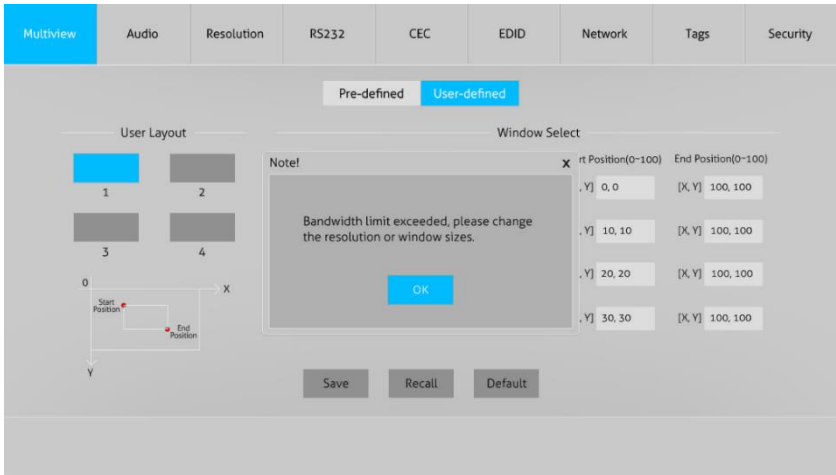 Multiview Audio Resolution RS232 CEC EDID Network Tags Security
Pre-defined User-defined
User Layout
Window Select
Note!
x
rt Position(0~100) End Position(0~100)
1 2
, Y] 0, 0 [X, Y] 100, 100
Bandwidth limit exceeded, please change
the resolution or window sizes.
, Y] 10, 10 [X, Y] 100, 100
3 4
OK
, Y] 20, 20 [X, Y] 100, 100
0
X
Start
Position
End
Position
Y
, Y] 30, 30 [X, Y] 100, 100
Save Recall Default